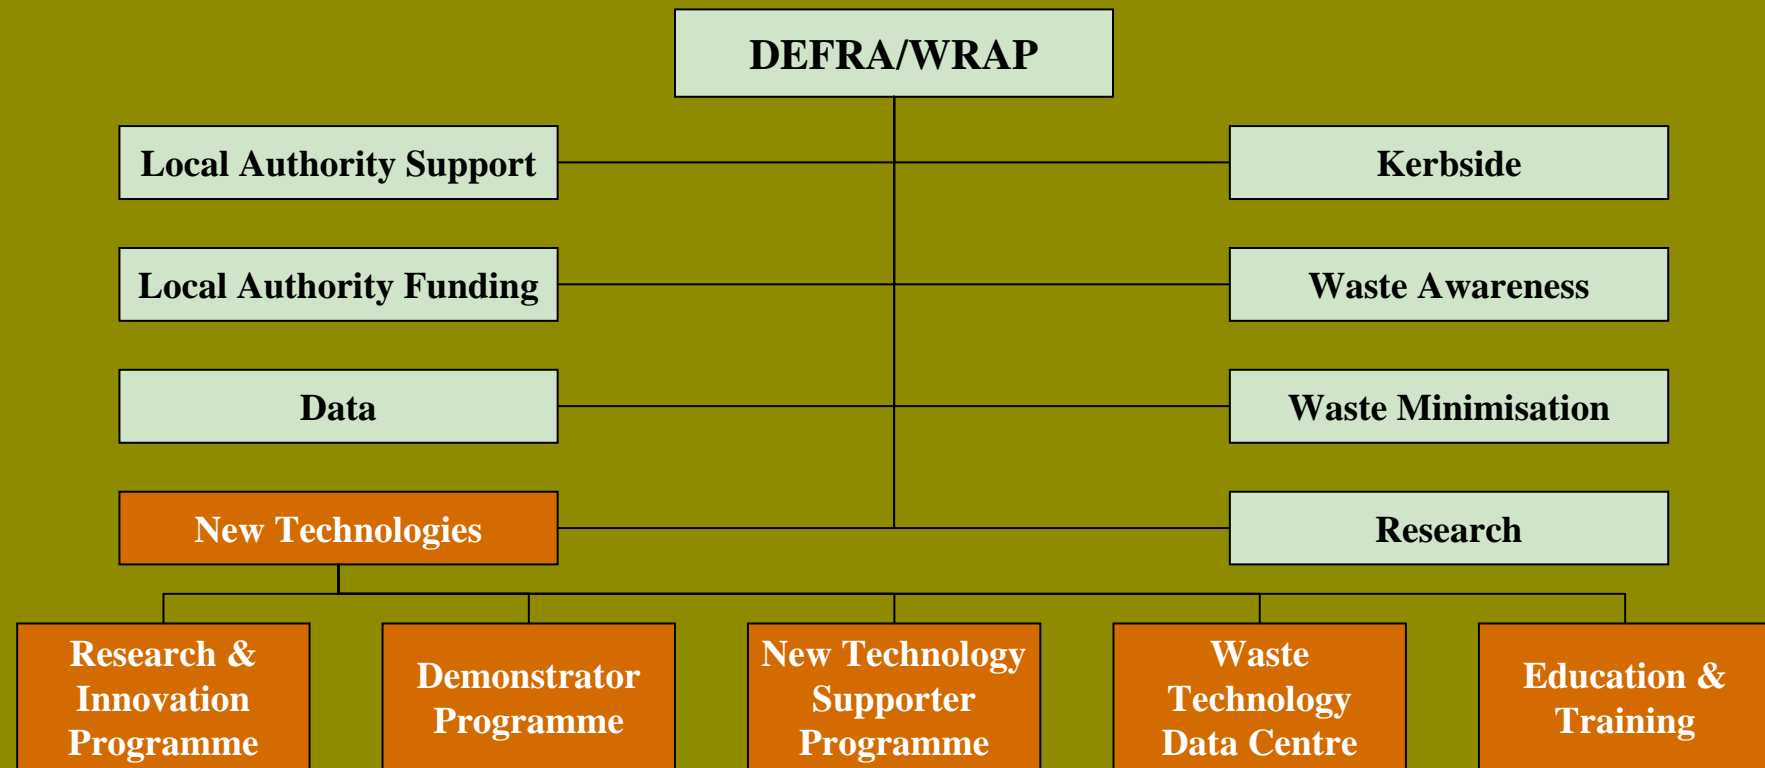 DEFRA/WRAP
Local Authority Support
Kerbside
Local Authority Funding
Waste Awareness
Data
Waste Minimisation
New Technologies
Research
Research &
Innovation
Programme
Demonstrator
Programme
New Technology
Supporter
Programme
Waste
Technology
Data Centre
Education &
Training